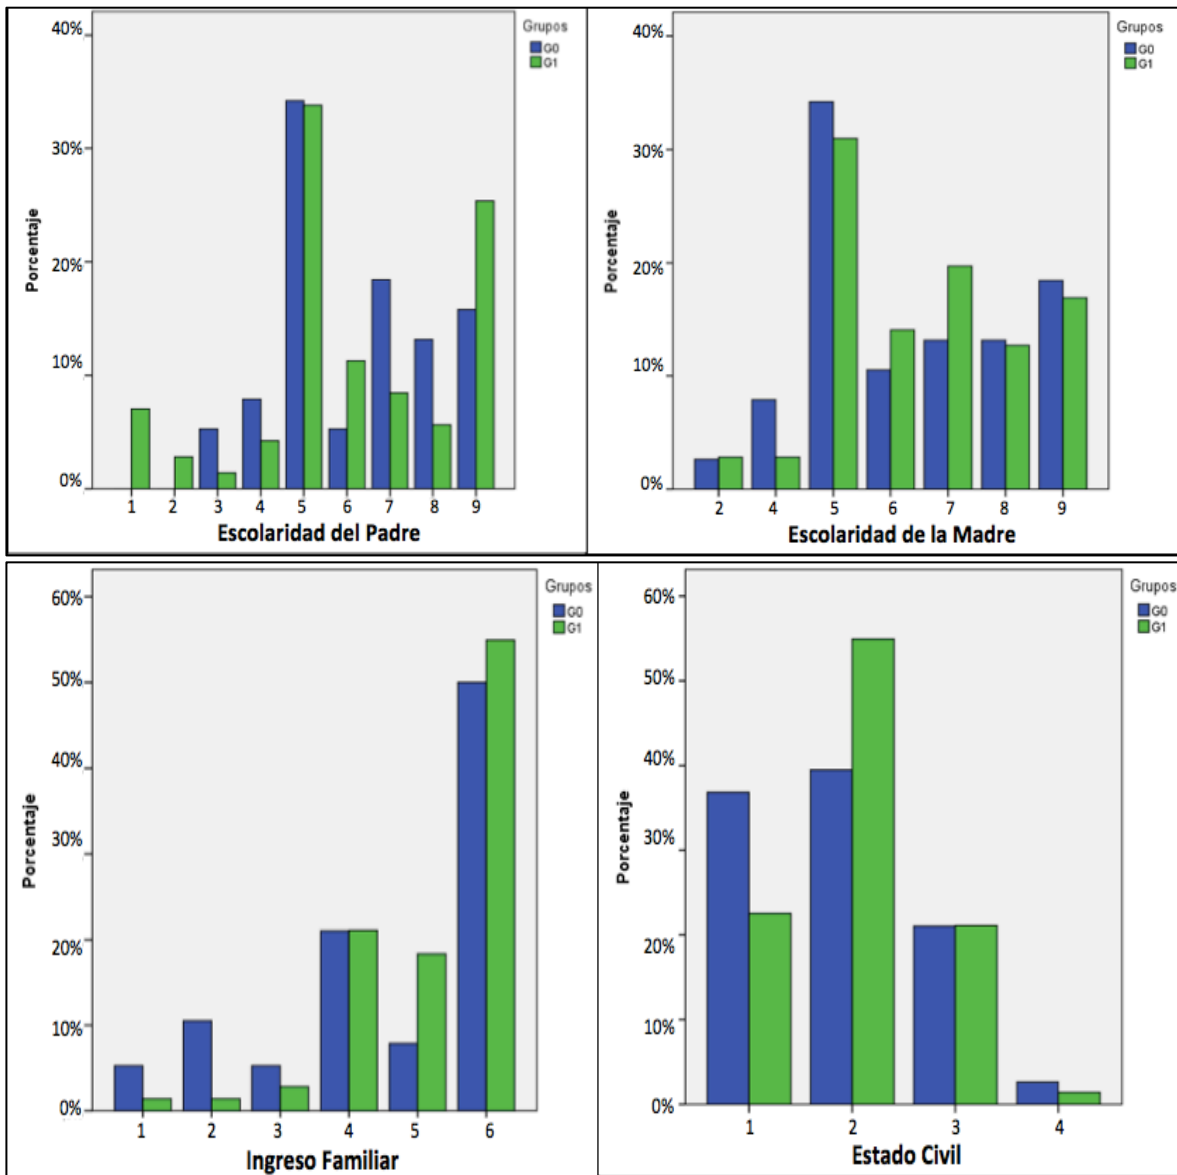 Grupos
G0
G1
40%
30%
20%
10%
0%
Porcentaje
1 2 3 4 5 6 7 8 9
Escolaridad del Padre
Grupos
G0
G1
40%
30%
20%
10%
0%
Porcentaje
2 4 5 6 7 8 9
Escolaridad de la Madre
Grupos
G0
G1
60%
50%
40%
30%
20%
10%
0%
Porcentaje
1 2 3 4 5 6
Ingreso Familiar
Grupos
G0
G1
60%
50%
40%
30%
20%
10%
0%
Porcentaje
1 2 3 4
Estado Civil